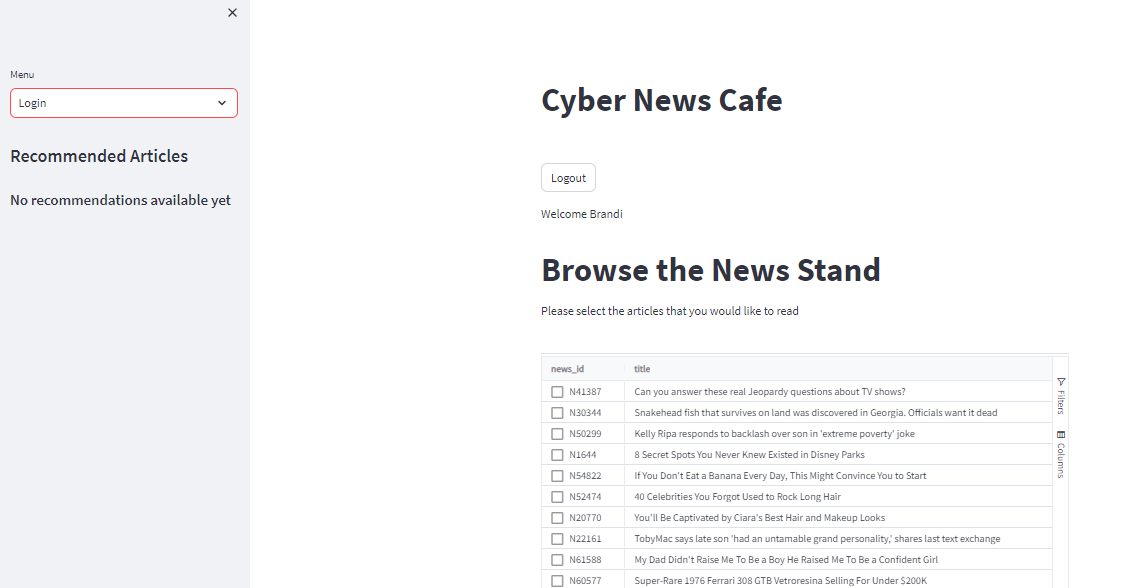 Menu
Login
Recommended Articles
No recommendations available yet
Cyber News Cafe
Logout
Welcome Brandi
Browse the News Stand
Please select the articles that you would like to read
news_id title
N41387 Can you answer these real Jeopardy questions about TV shows?
N30344 Snakehead fish that survives on land was discovered in Georgia. Officials want it dead
N50299 Kelly Ripa responds to backlash over son in 'extreme poverty' joke
N1644 8 Secret Spots You Never Knew Existed in Disney Parks
N54822 If You Don't Eat a Banana Every Day, This Might Convince You to Start
N52474 40 Celebrities You Forgot Used to Rock Long Hair
N20770 You'll Be Captivated by Ciara's Best Hair and Makeup Looks
N22161 TobyMac says late son 'had an untamable grand personality,' shares last text exchange
N61588 My Dad Didn't Raise Me To Be a Boy He Raised Me To Be a Confident Girl
N60577 Super-Rare 1976 Ferrari 308 GTB Vetroresina Selling For Under $200K
Filters
Columns